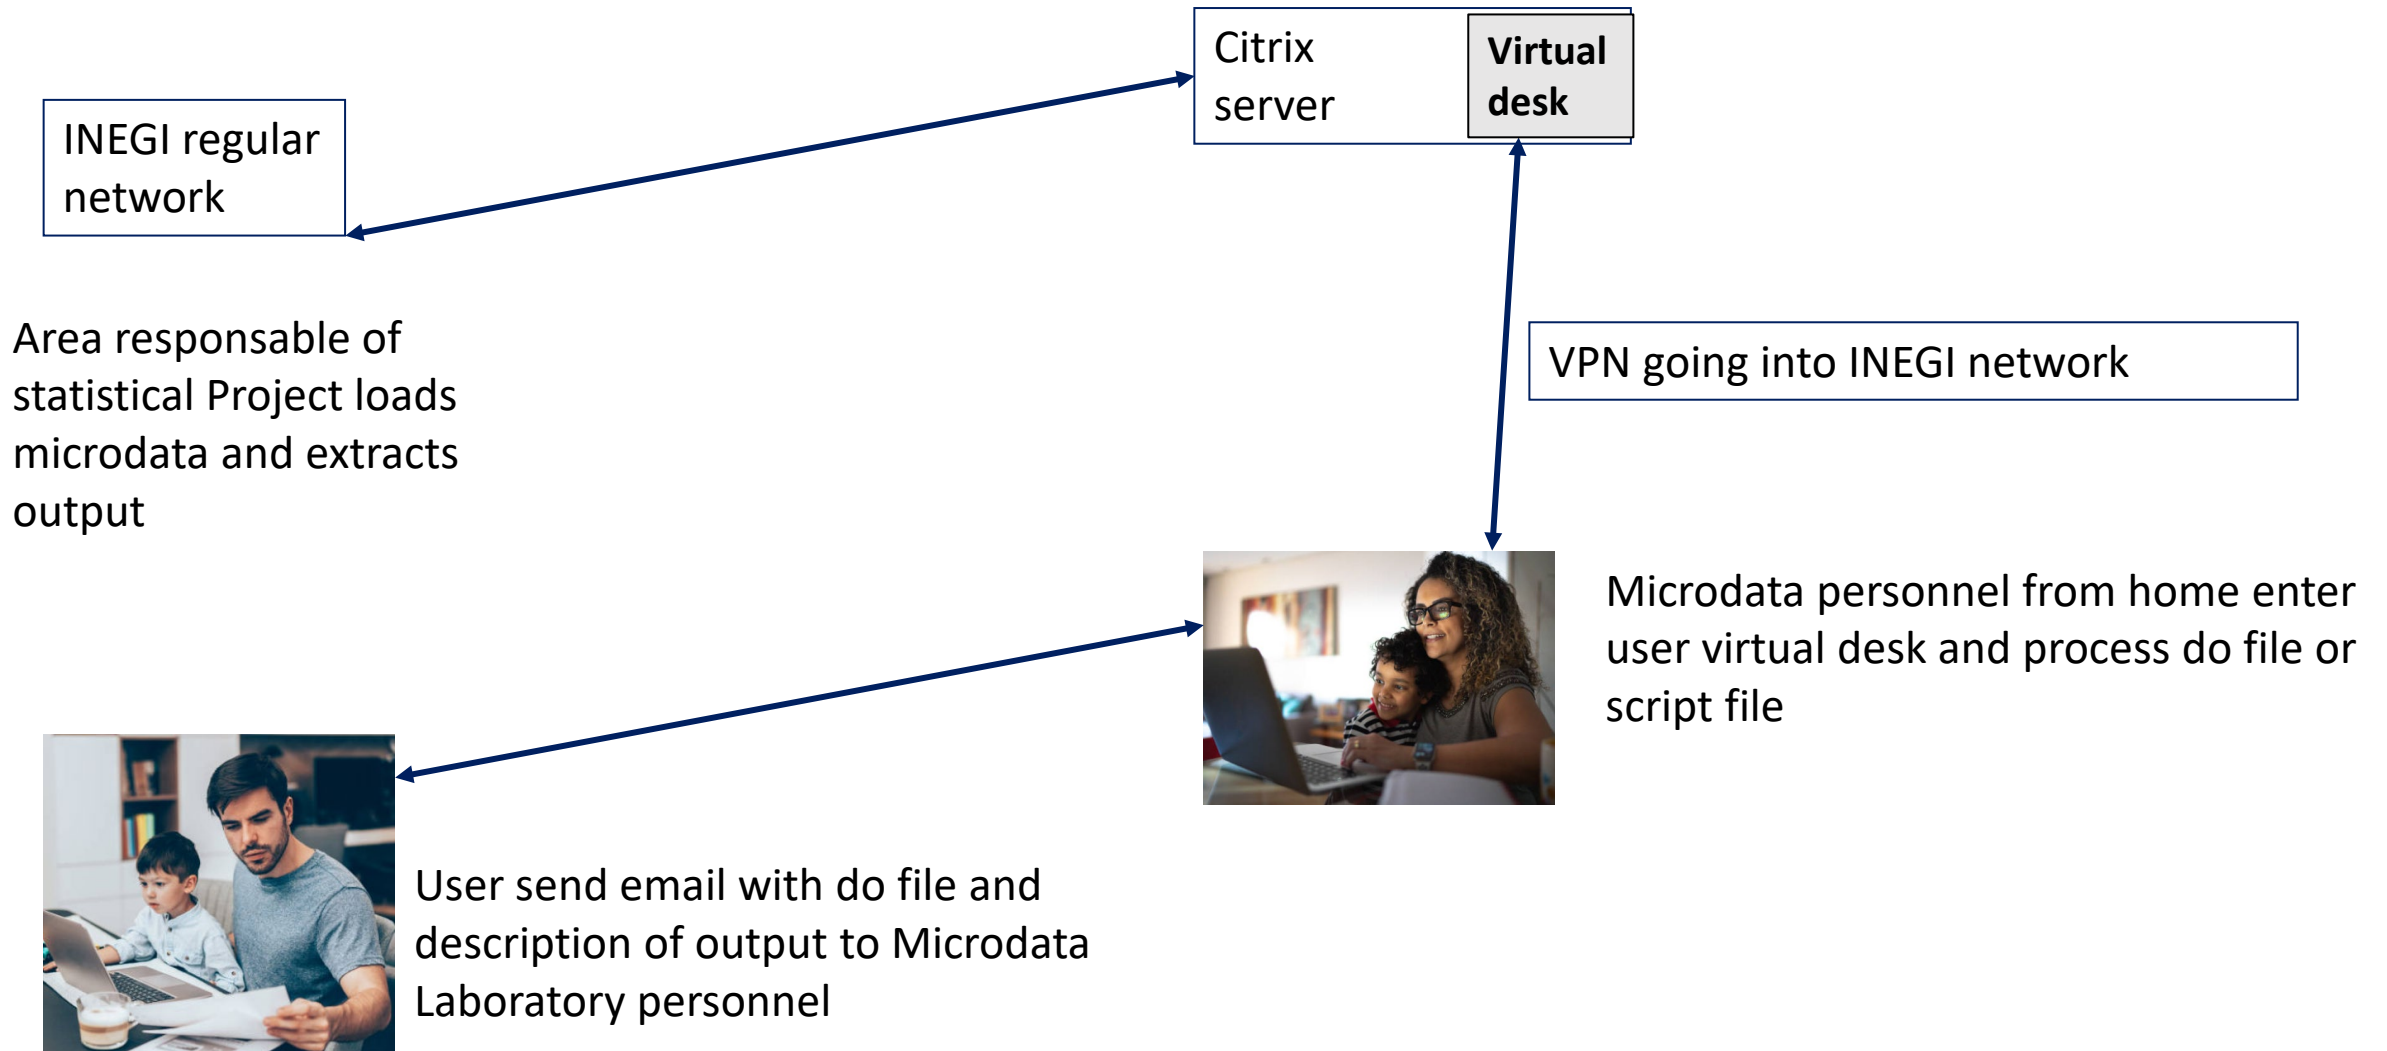 Citrix
server
Virtual
desk
INEGI regular
network
Area responsable of
statistical Project loads
microdata and extracts
output
VPN going into INEGI network
Microdata personnel from home enter
user virtual desk and process do file or
script file
User send email with do file and
description of output to Microdata
Laboratory personnel